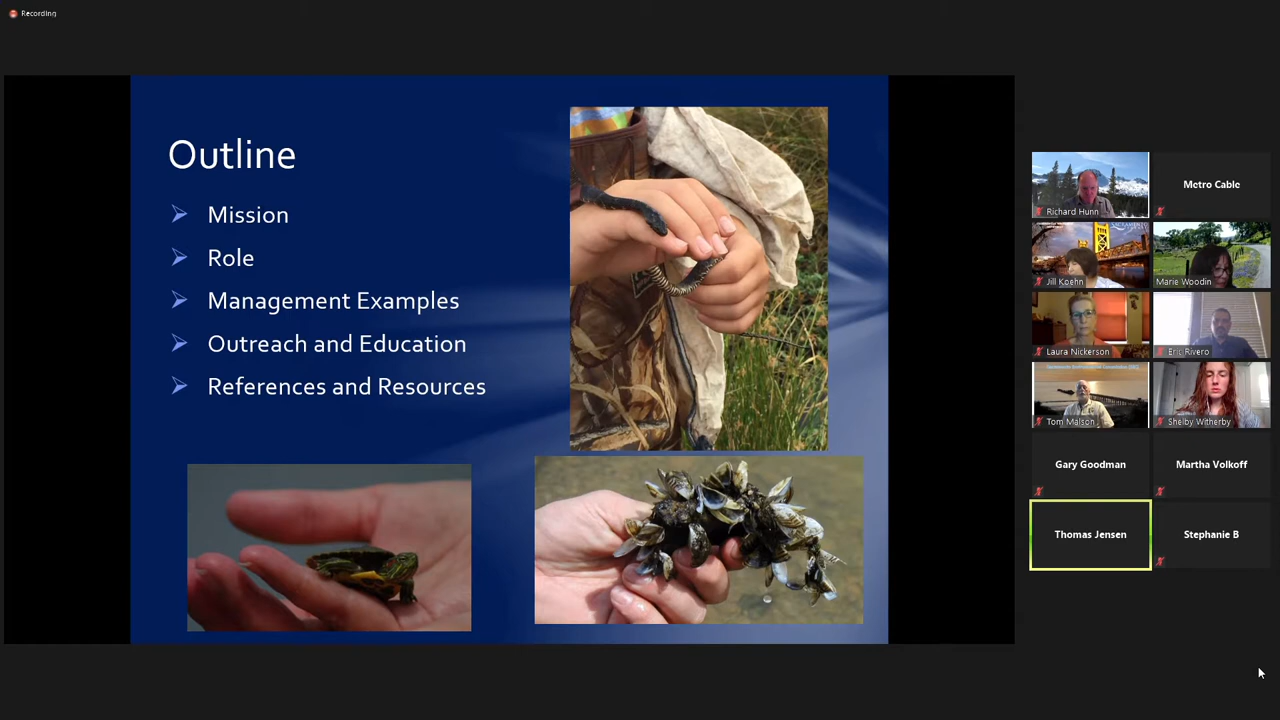 Recording
Outline
Mission
Role
Management Examples
Outreach and Education
References and Resources
Richard Hunn
Metro Cable
Jill Koehn
Marie Woodin
Laura Nickerson
Eric Rivero
Tom Malson
Shelby Witherby
Gary Goodman
Martha Volkoff
Thomas Jensen
Stephanie B